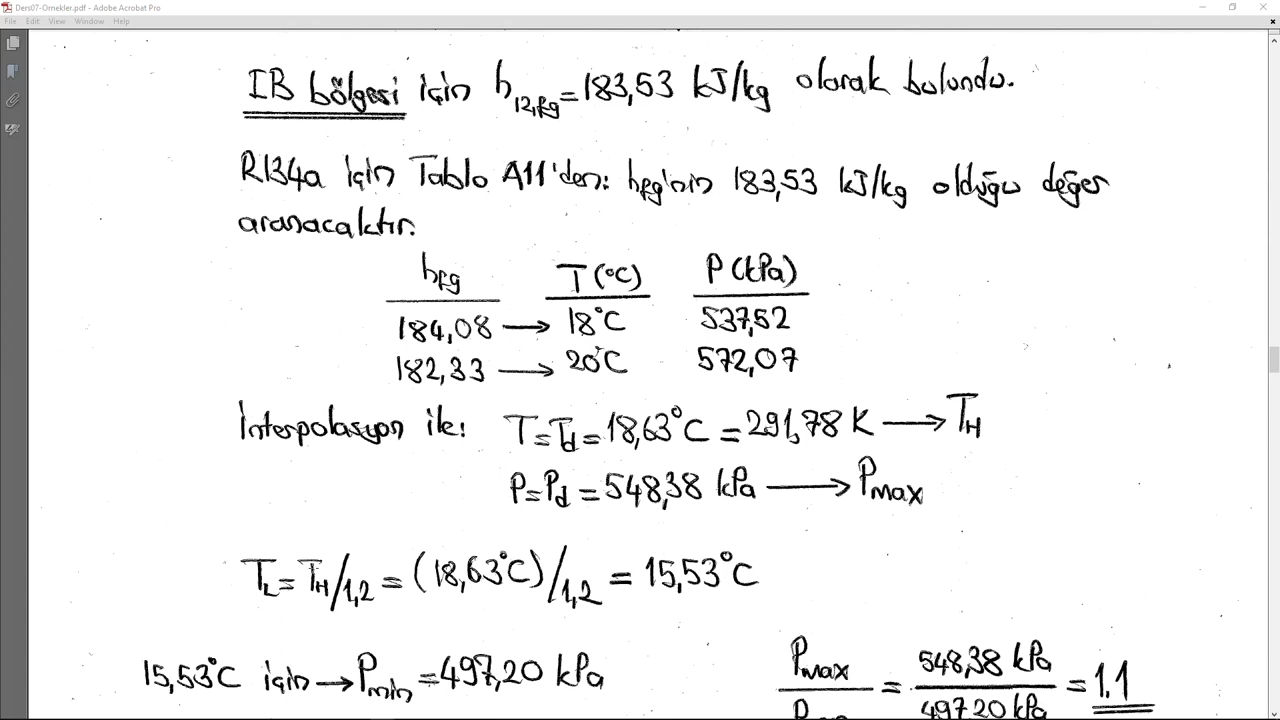 Ders07-Ornekler.pdf - Adobe Acrobat Pro
File Edit View Window Help
IB bölgesi için h12,fg=183,53 kJ/kg olarak bulundu.
R134a için Tablo A11'den: hfg'nin 183,53 kJ/kg olduğu değer
aranacaktır.
hfg T(°C) P(kPa)
184,08 → 18°C 537,52
182,33 → 20°C 572,07
İnterpolasyon ile: T=Td=18,63°C=291,78 K → TH
P=Pd=548,38 kPa → Pmax
TL=TH/1,2=(18,63°C)/1,2=15,53°C
15,53°C için→Pmin=497,20 kPa
Pmax = 548,38 kPa = 1.1
497,20 kPa